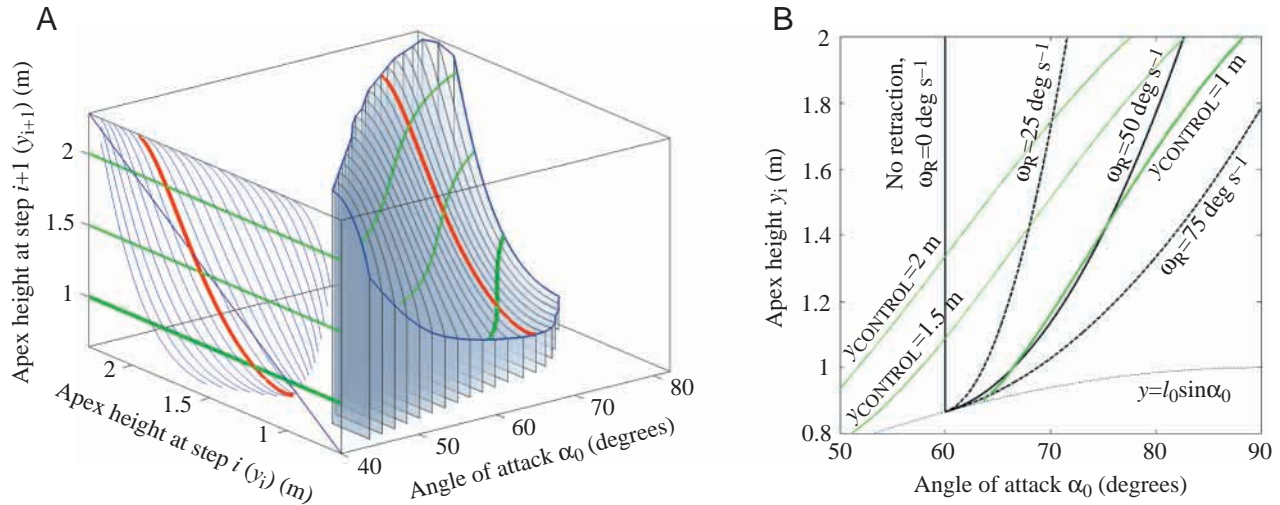 A
Apex height at step i+1 (yi+1) (m)
2
1.5
1
2
1.5
1
Apex height at step i (yi) (m)
40
50
60
70
80
Angle of attack α0 (degrees)
B
Apex height yi (m)
2
1.8
1.6
1.4
1.2
1
0.8
50
60
70
80
90
Angle of attack α0 (degrees)
No retraction,
ωR=0 deg s−1
ωR=25 deg s−1
ωR=50 deg s−1
yCONTROL=1 m
ωR=75 deg s−1
yCONTROL=2 m
yCONTROL=1.5 m
y=l0sinα0